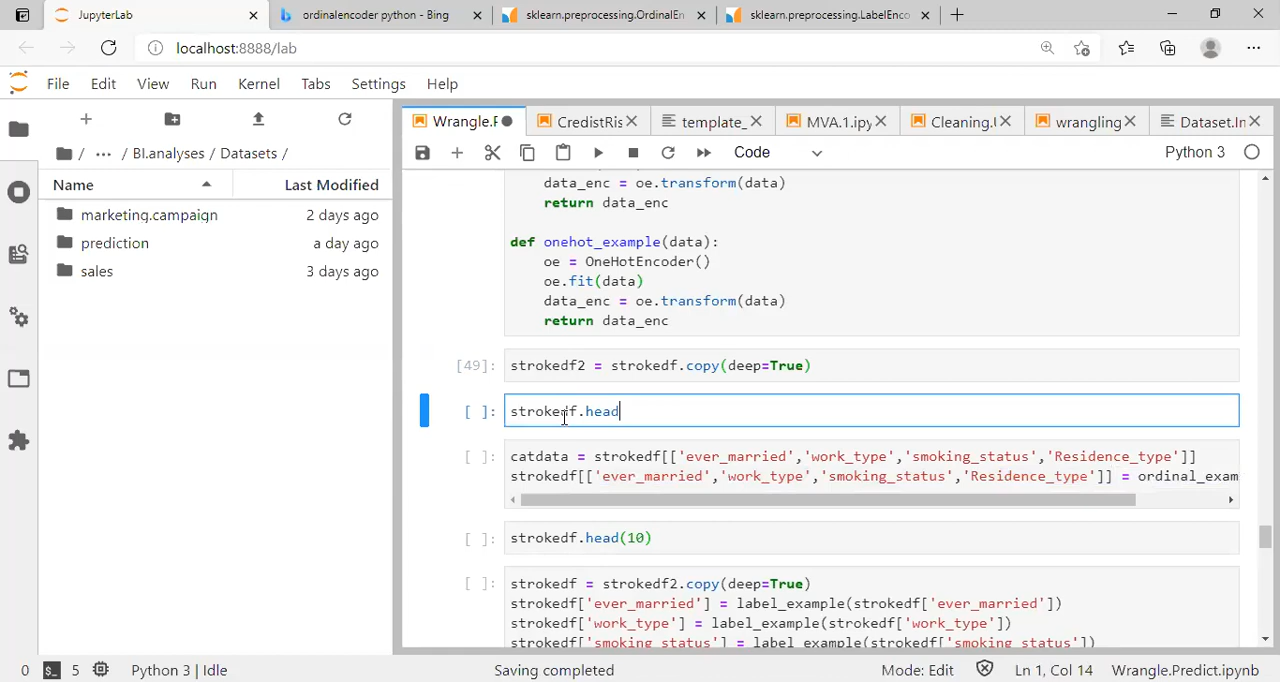 JupyterLab
ordinalencoder python - Bing
sklearn.preprocessing.OrdinalEn
sklearn.preprocessing.LabelEnco
localhost:8888/lab
File Edit View Run Kernel Tabs Settings Help
Wrangle.F
CredistRis
template_
MVA.1.ipy
Cleaning.(
wrangling
Dataset.In
Code
Python 3
/ ··· / BI.analyses / Datasets /
Name Last Modified
marketing.campaign 2 days ago
prediction a day ago
sales 3 days ago
data_enc = oe.transform(data)
return data_enc
def onehot_example(data):
oe = OneHotEncoder()
oe.fit(data)
data_enc = oe.transform(data)
return data_enc
[49]: strokedf2 = strokedf.copy(deep=True)
[ ]: strokedf.head
[ ]: catdata = strokedf[['ever_married','work_type','smoking_status','Residence_type']]
strokedf[['ever_married','work_type','smoking_status','Residence_type']] = ordinal_exam
[ ]: strokedf.head(10)
[ ]: strokedf = strokedf2.copy(deep=True)
strokedf['ever_married'] = label_example(strokedf['ever_married'])
strokedf['work_type'] = label_example(strokedf['work_type'])
strokedf['smoking_status'] = label_example(strokedf['smoking_status'])
0 5 Python 3 | Idle Saving completed Mode: Edit Ln 1, Col 14 Wrangle.Predict.ipynb